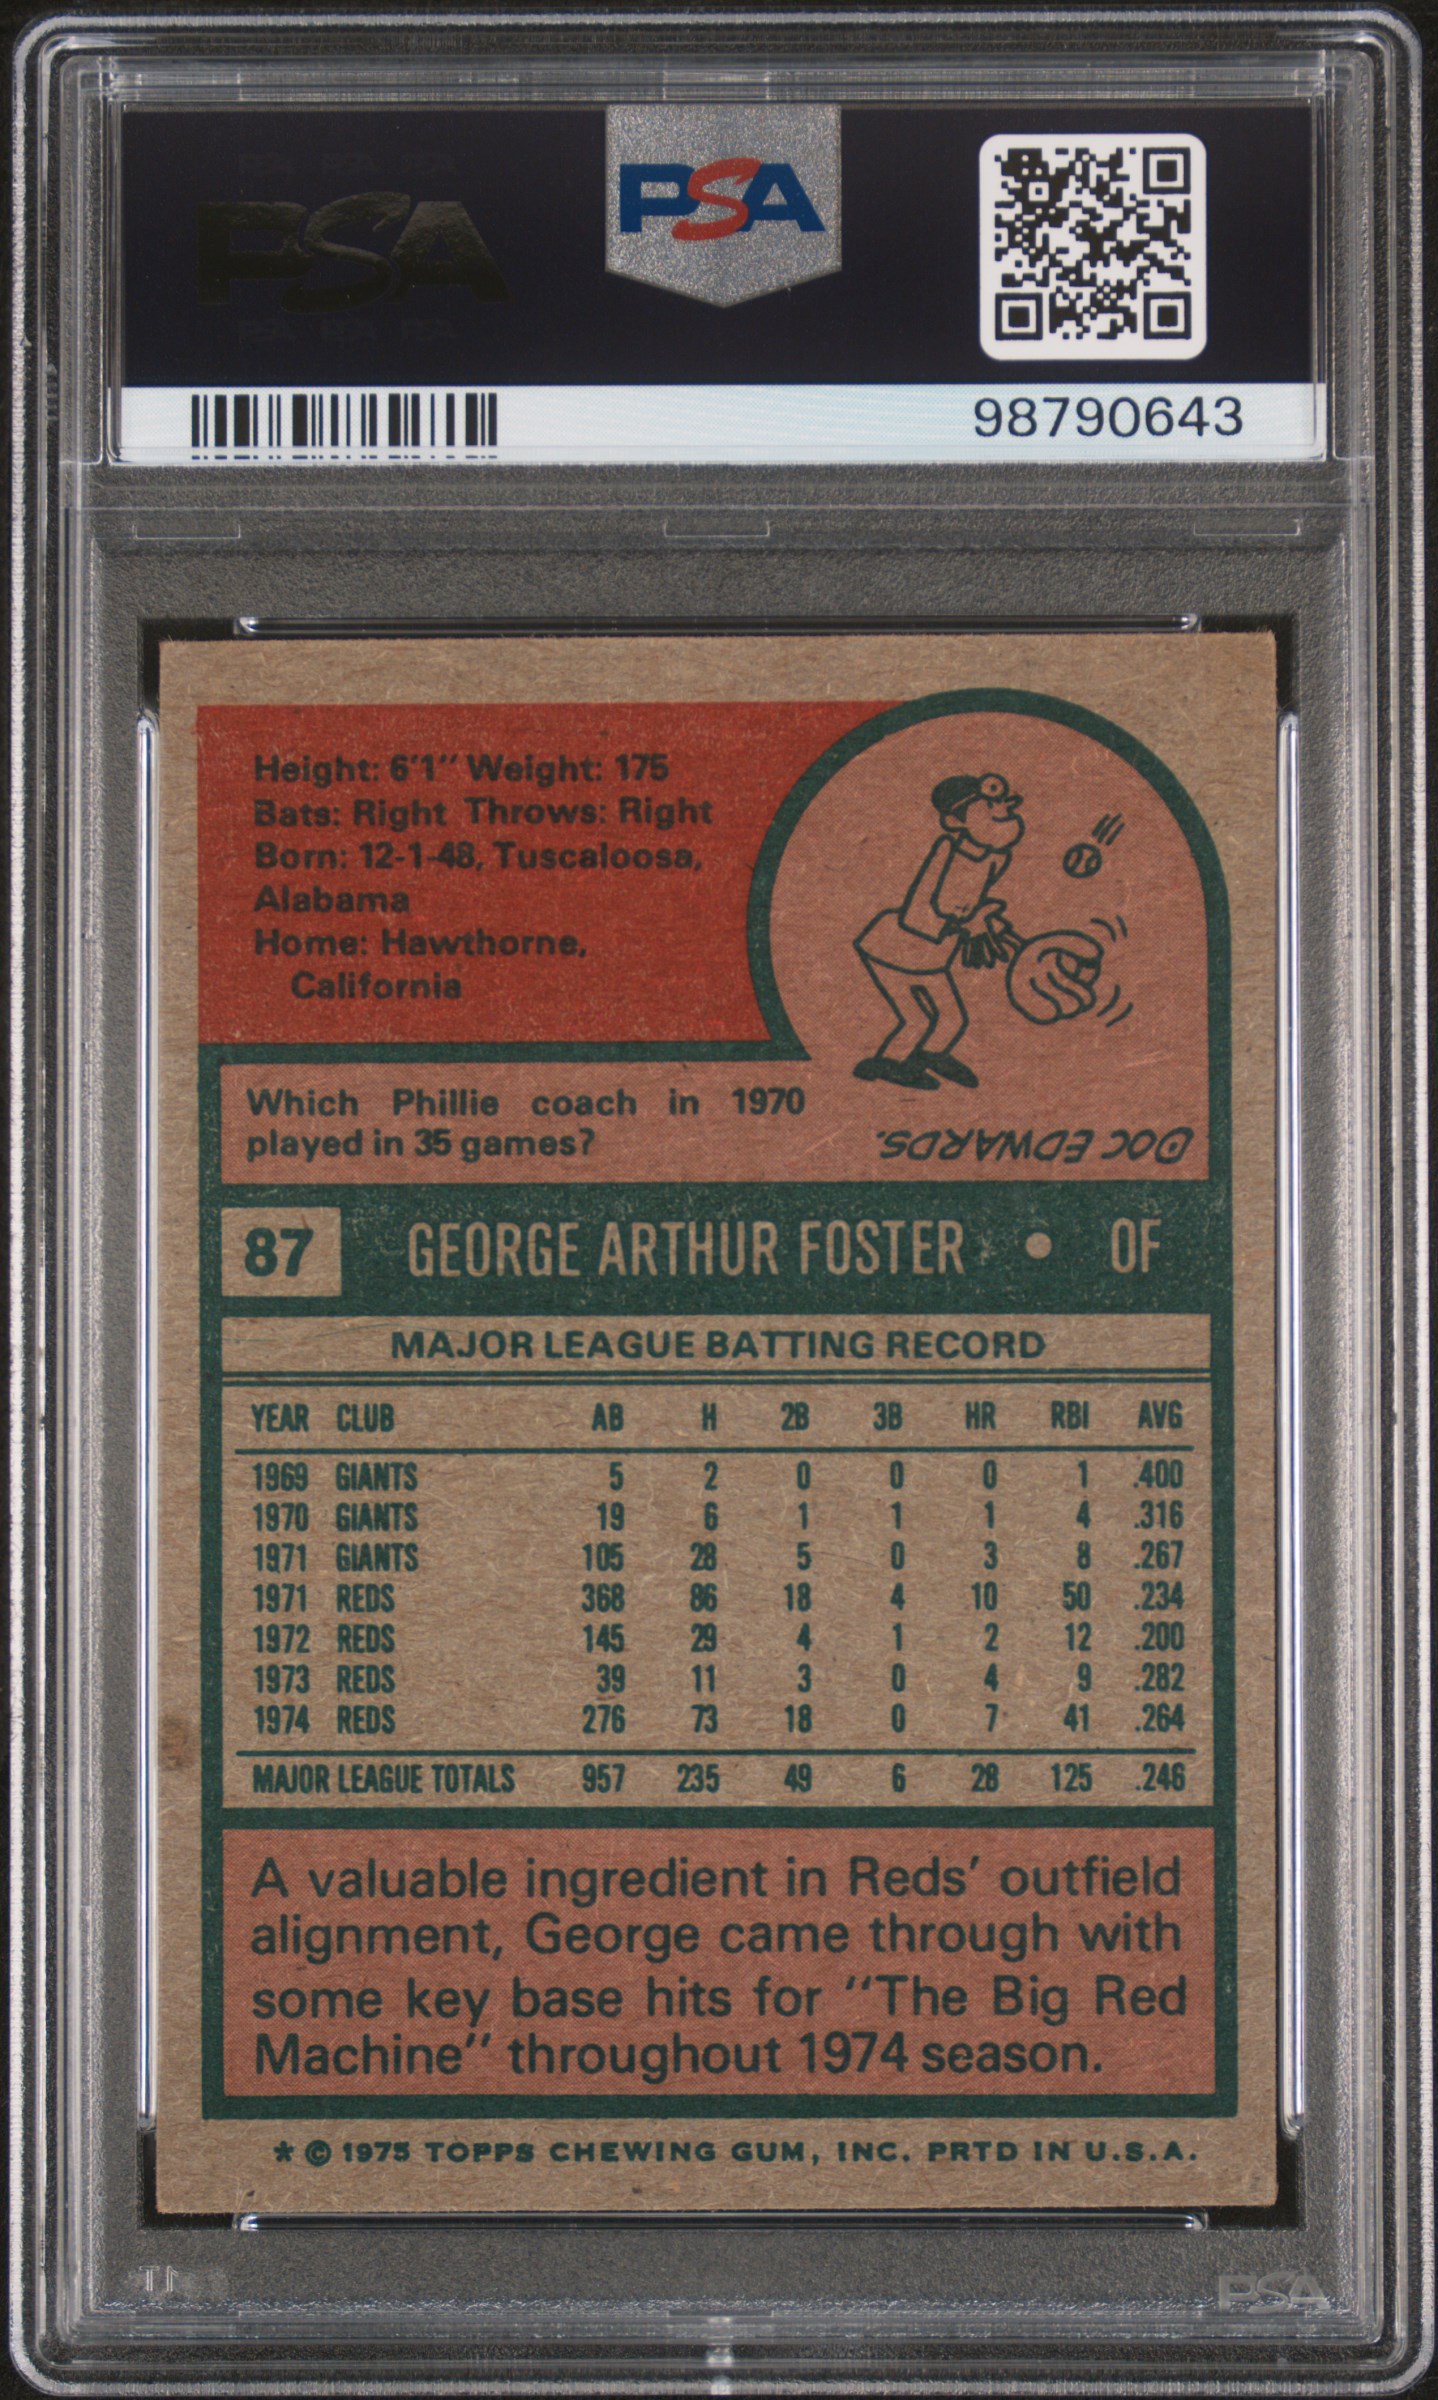 PSA
PSA
98790643
Height: 6'1" Weight: 175
Bats: Right Throws: Right
Born: 12-1-48, Tuscaloosa,
Alabama
Home: Hawthorne,
California
Which Phillie coach in 1970
played in 35 games?
DOC EDWARDS.
87 GEORGE ARTHUR FOSTER • OF
MAJOR LEAGUE BATTING RECORD
YEAR CLUB AB H 2B 3B HR RBI AVG
1969 GIANTS 5 2 0 0 0 1 .400
1970 GIANTS 19 6 1 1 1 4 .316
1971 GIANTS 105 28 5 0 3 8 .267
1971 REDS 368 86 18 4 10 50 .234
1972 REDS 145 29 4 1 2 12 .200
1973 REDS 39 11 3 0 4 9 .282
1974 REDS 276 73 18 0 7 41 .264
MAJOR LEAGUE TOTALS 957 235 49 6 28 125 .246
A valuable ingredient in Reds' outfield
alignment, George came through with
some key base hits for "The Big Red
Machine" throughout 1974 season.
* © 1975 TOPPS CHEWING GUM, INC. PRTD IN U.S.A.
PSA